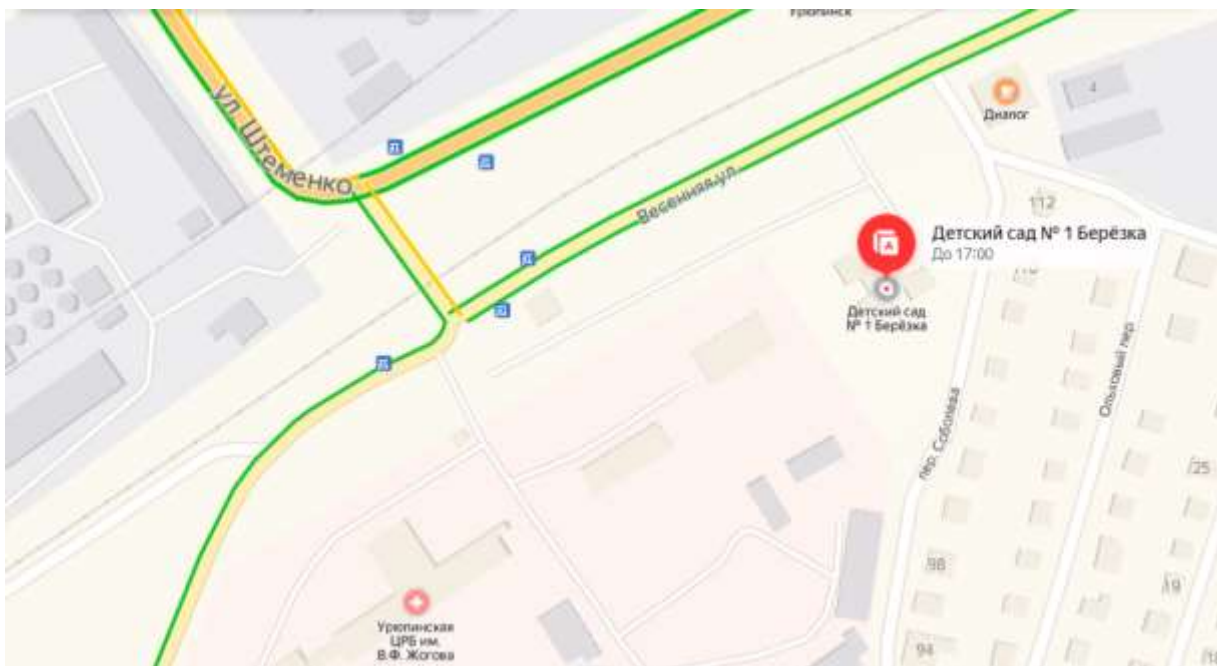 Урюпинск
ул. Штеменко
Диалог
4
Весенняя ул
112
Детский сад № 1 Берёзка
До 17:00
Детский сад
№ 1 Берёзка
пер. Соболева
Ольховый пер
25
98
19
94
Урюпинская
ЦРБ им.
В.Ф. Жогова